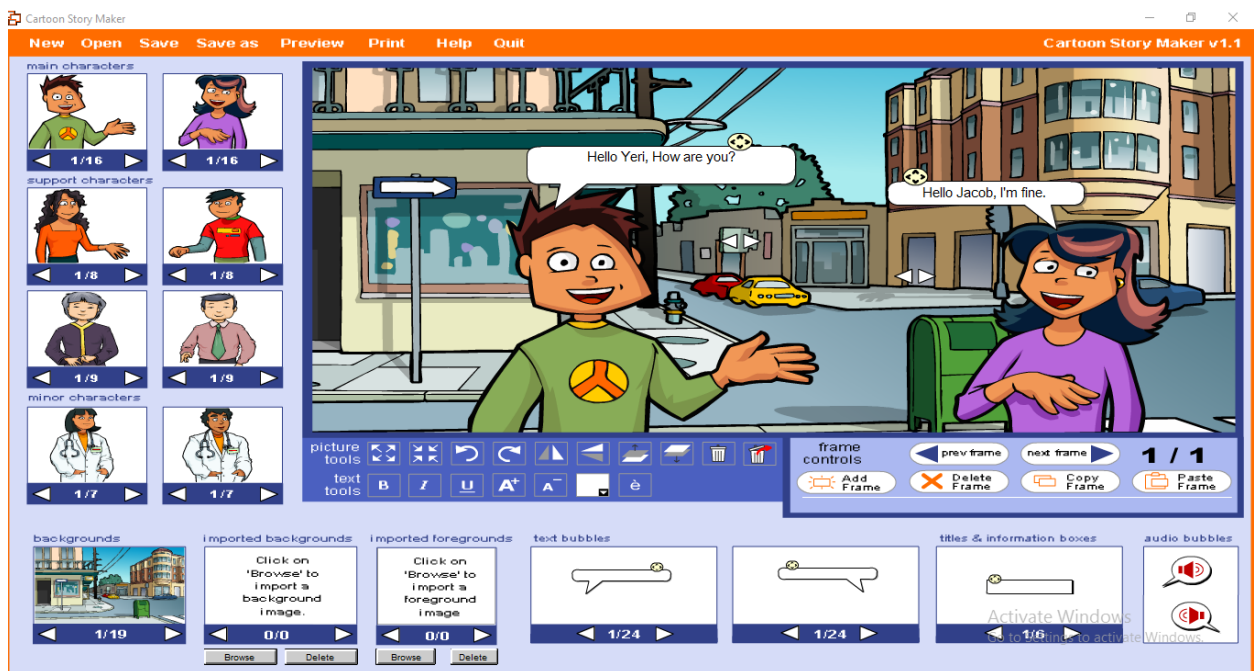 Cartoon Story Maker
New Open Save Save as Preview Print Help Quit Cartoon Story Maker v1.1
main characters
1/16 1/16
support characters
1/8 1/8
1/9 1/9
minor characters
1/7 1/7
Hello Yeri, How are you?
Hello Jacob, I'm fine.
picture
tools
text
tools
B I U A+ A- è
frame
controls
prev frame next frame 1 / 1
Add
Frame
Delete
Frame
Copy
Frame
Paste
Frame
backgrounds
1/19
imported backgrounds
Click on
'Browse' to
import a
background
image.
0/0
Browse Delete
imported foregrounds
Click on
'Browse' to
import a
foreground
image
0/0
Browse Delete
text bubbles
1/24 1/24
titles & information boxes
1/6
audio bubbles
Activate Windows
Go to Settings to activate Windows.